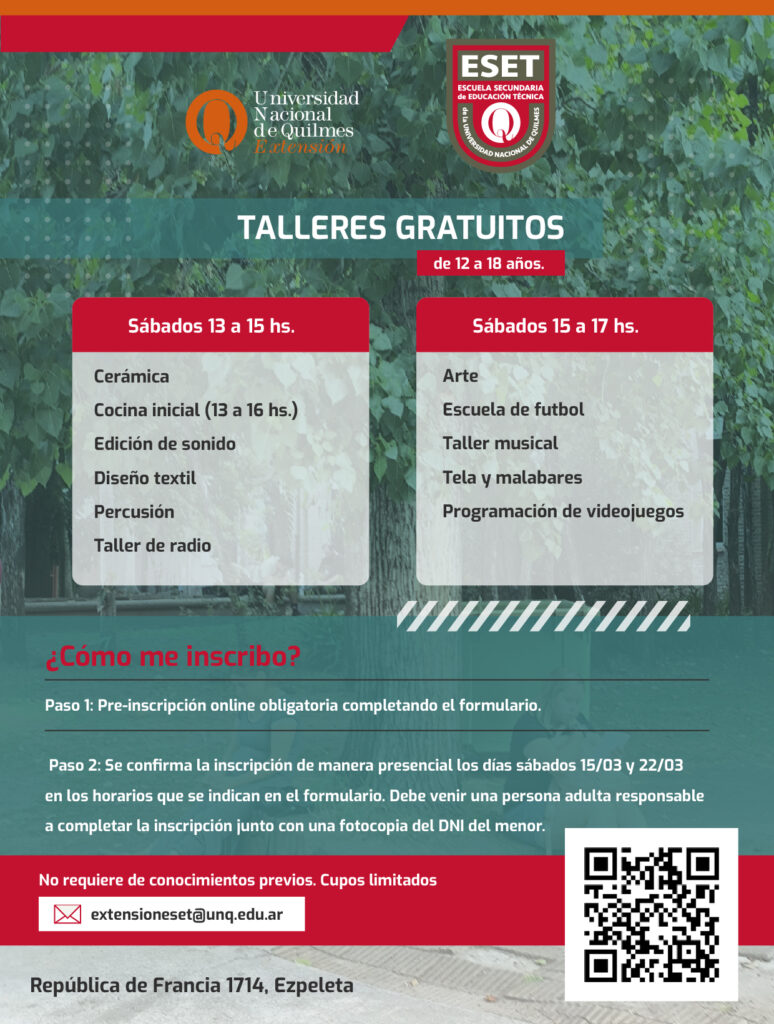 Universidad
Nacional
de Quilmes
Extensión
ESET
ESCUELA SECUNDARIA
de EDUCACIÓN TÉCNICA
de la UNIVERSIDAD NACIONAL DE QUILMES
TALLERES GRATUITOS
de 12 a 18 años.
Sábados 13 a 15 hs.
Cerámica
Cocina inicial (13 a 16 hs.)
Edición de sonido
Diseño textil
Percusión
Taller de radio
Sábados 15 a 17 hs.
Arte
Escuela de futbol
Taller musical
Tela y malabares
Programación de videojuegos
¿Cómo me inscribo?
Paso 1: Pre-inscripción online obligatoria completando el formulario.
Paso 2: Se confirma la inscripción de manera presencial los días sábados 15/03 y 22/03
en los horarios que se indican en el formulario. Debe venir una persona adulta responsable
a completar la inscripción junto con una fotocopia del DNI del menor.
No requiere de conocimientos previos. Cupos limitados
extensioneset@unq.edu.ar
República de Francia 1714, Ezpeleta